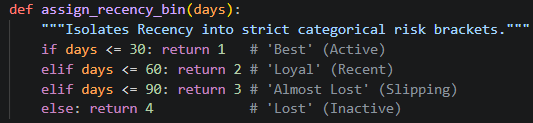 def assign_recency_bin(days):
    """Isolates Recency into strict categorical risk brackets."""
    if days <= 30: return 1   # 'Best' (Active)
    elif days <= 60: return 2 # 'Loyal' (Recent)
    elif days <= 90: return 3 # 'Almost Lost' (Slipping)
    else: return 4            # 'Lost' (Inactive)